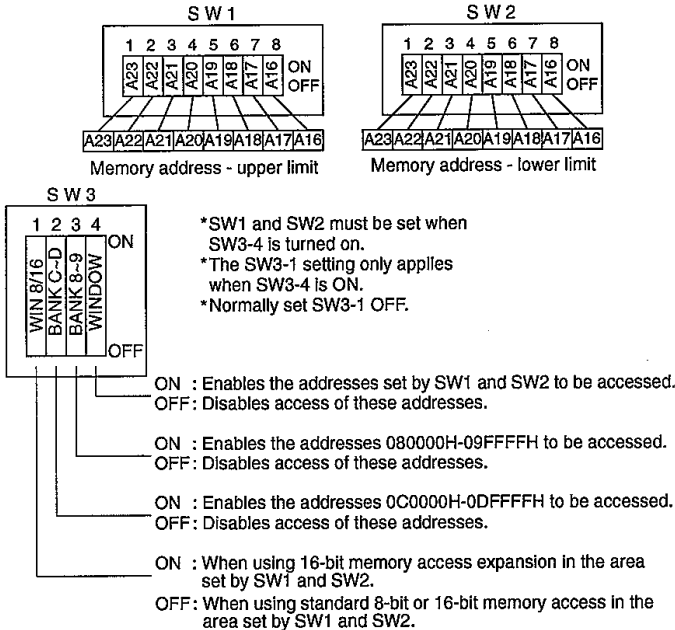 SW1
1 2 3 4 5 6 7 8
A23 A22 A21 A20 A19 A18 A17 A16
ON
OFF
A23 A22 A21 A20 A19 A18 A17 A16
Memory address - upper limit
SW2
1 2 3 4 5 6 7 8
A23 A22 A21 A20 A19 A18 A17 A16
ON
OFF
A23 A22 A21 A20 A19 A18 A17 A16
Memory address - lower limit
SW3
1 2 3 4
ON
WIN 8/16
BANK C~D
BANK 8~9
WINDOW
OFF
*SW1 and SW2 must be set when
SW3-4 is turned on.
*The SW3-1 setting only applies
when SW3-4 is ON.
*Normally set SW3-1 OFF.
ON : Enables the addresses set by SW1 and SW2 to be accessed.
OFF: Disables access of these addresses.
ON : Enables the addresses 080000H-09FFFFH to be accessed.
OFF: Disables access of these addresses.
ON : Enables the addresses 0C0000H-0DFFFFH to be accessed.
OFF: Disables access of these addresses.
ON : When using 16-bit memory access expansion in the area
set by SW1 and SW2.
OFF: When using standard 8-bit or 16-bit memory access in the
area set by SW1 and SW2.